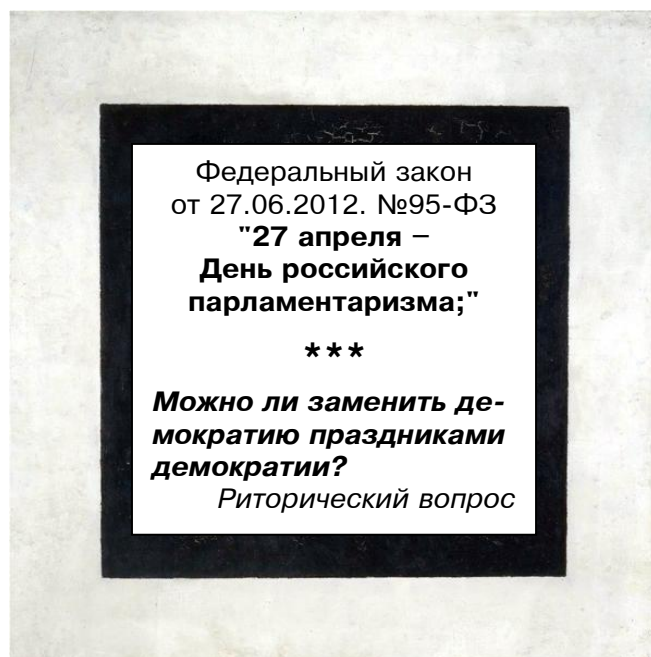 Федеральный закон
от 27.06.2012. №95-ФЗ
"27 апреля –
День российского
парламентаризма;"
***
Можно ли заменить де-
мократию праздниками
демократии?
Риторический вопрос